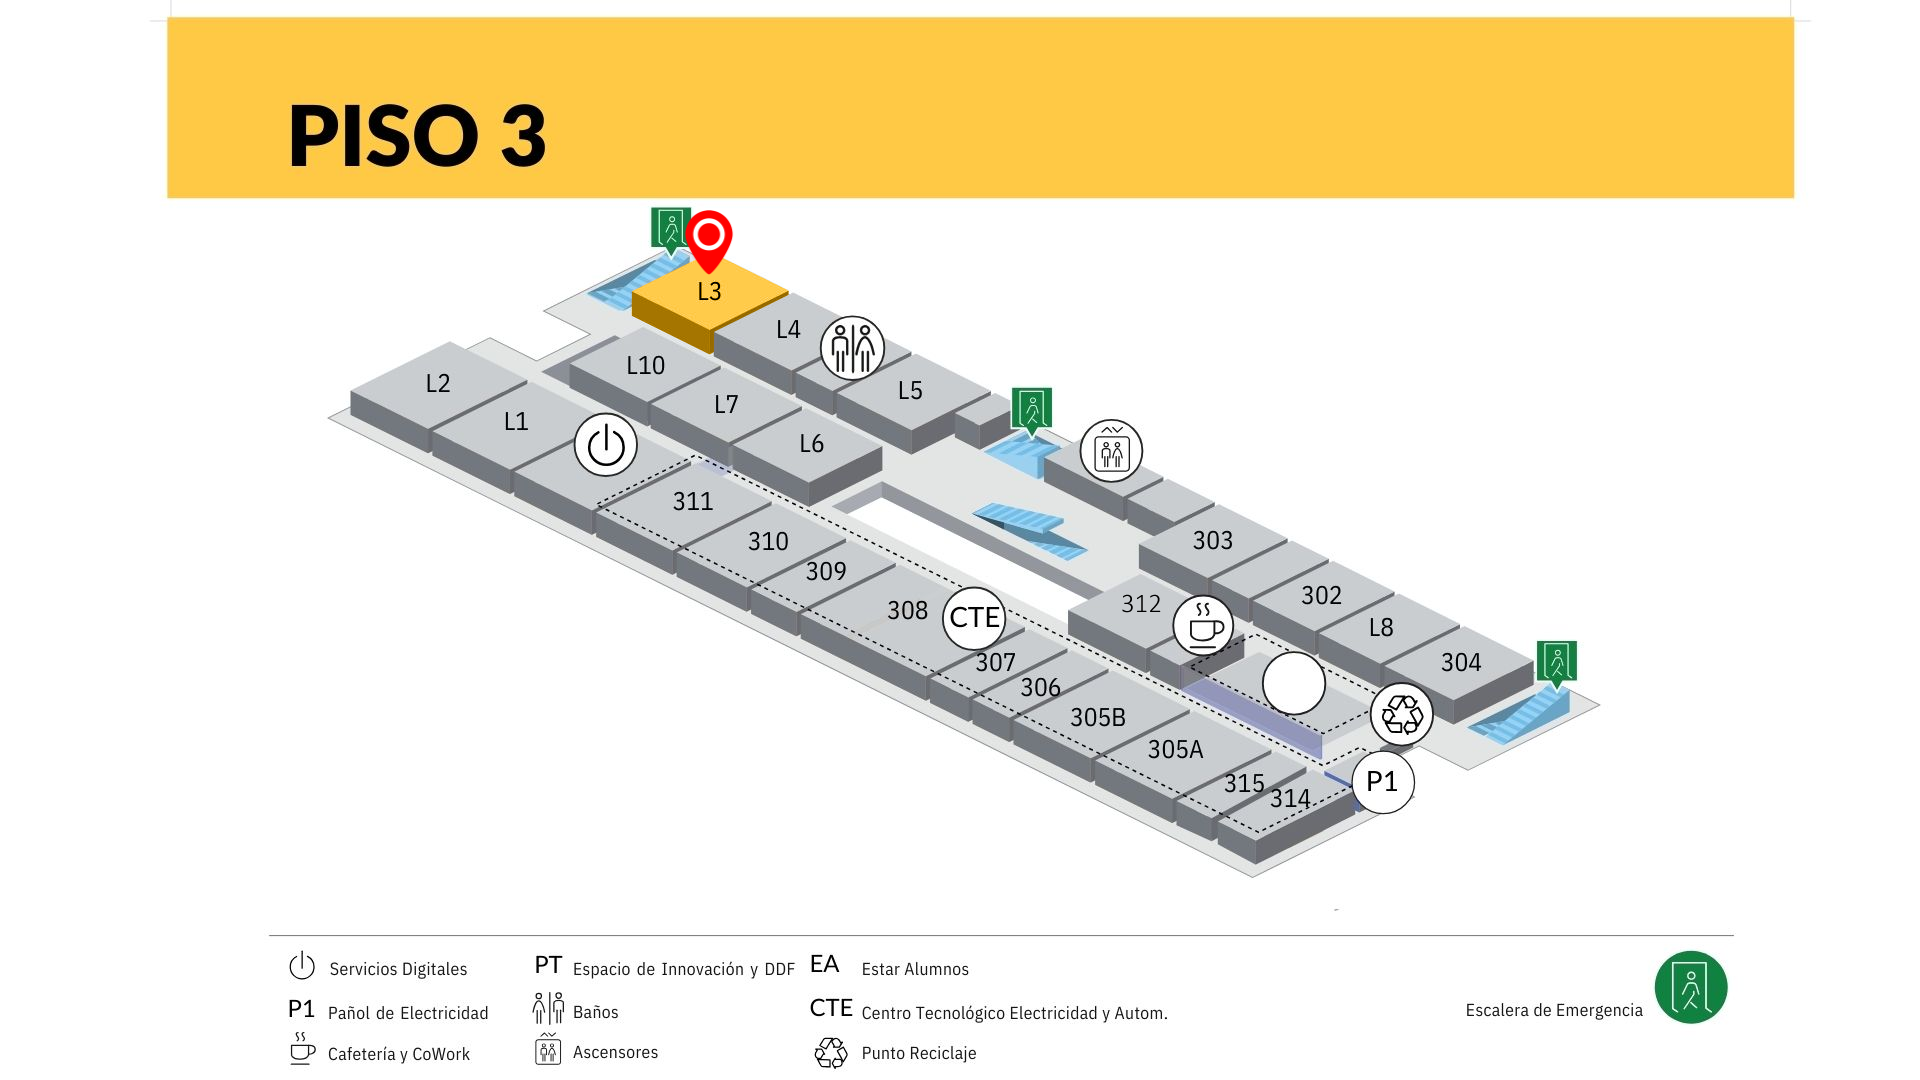 PISO 3
L3
L4
L10
L2
L5
L7
L1
L6
311
310
303
309
302
312
308
CTE
L8
307
304
306
305B
305A
P1
315
314
Servicios Digitales
PT Espacio de Innovación y DDF
EA Estar Alumnos
P1 Pañol de Electricidad
Baños
CTE Centro Tecnológico Electricidad y Autom.
Escalera de Emergencia
Cafetería y CoWork
Ascensores
Punto Reciclaje